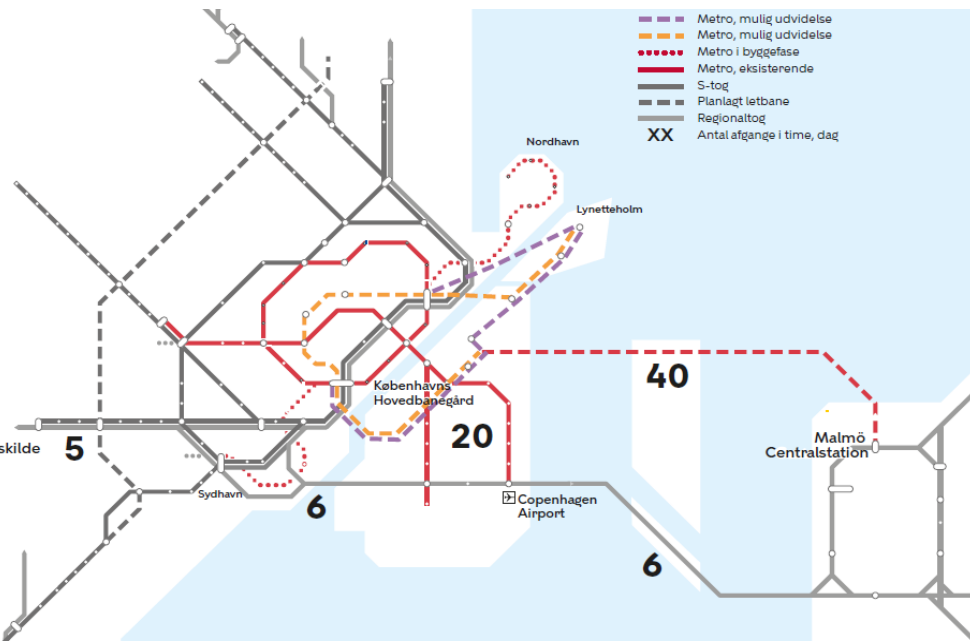 Metro, mulig udvidelse
Metro, mulig udvidelse
Metro i byggefase
Metro, eksisterende
S-tog
Planlagt letbane
Regionaltog
XX Antal afgange i time, dag
Nordhavn
Lynetteholm
Københavns
Hovedbanegård
40
20
skilde 5
Malmö
Centralstation
Sydhavn
6
Copenhagen
Airport
6